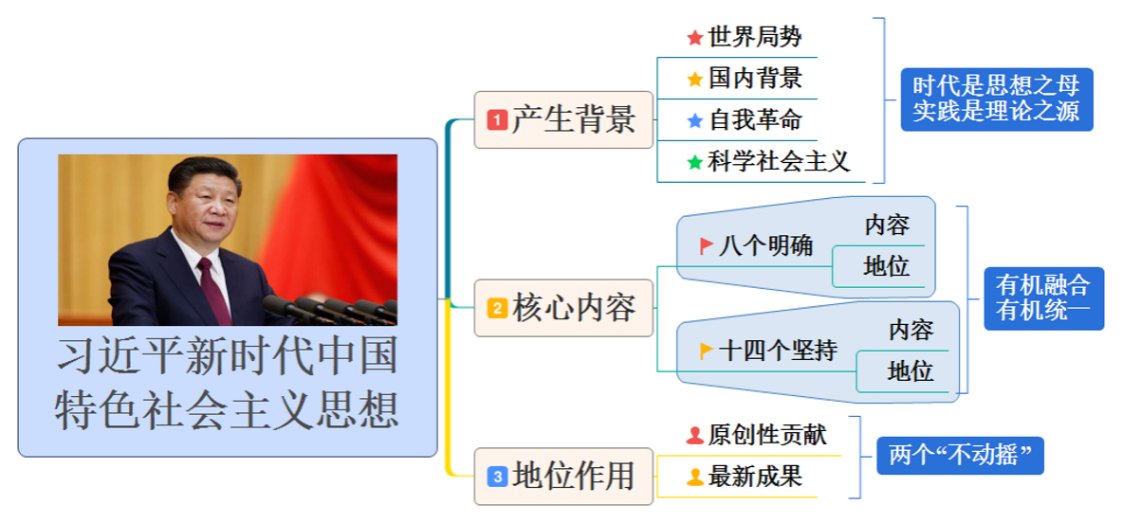 习近平新时代中国
特色社会主义思想
1 产生背景
世界局势
国内背景
自我革命
科学社会主义
时代是思想之母
实践是理论之源
2 核心内容
八个明确
内容
地位
十四个坚持
内容
地位
有机融合
有机统一
3 地位作用
原创性贡献
最新成果
两个“不动摇”